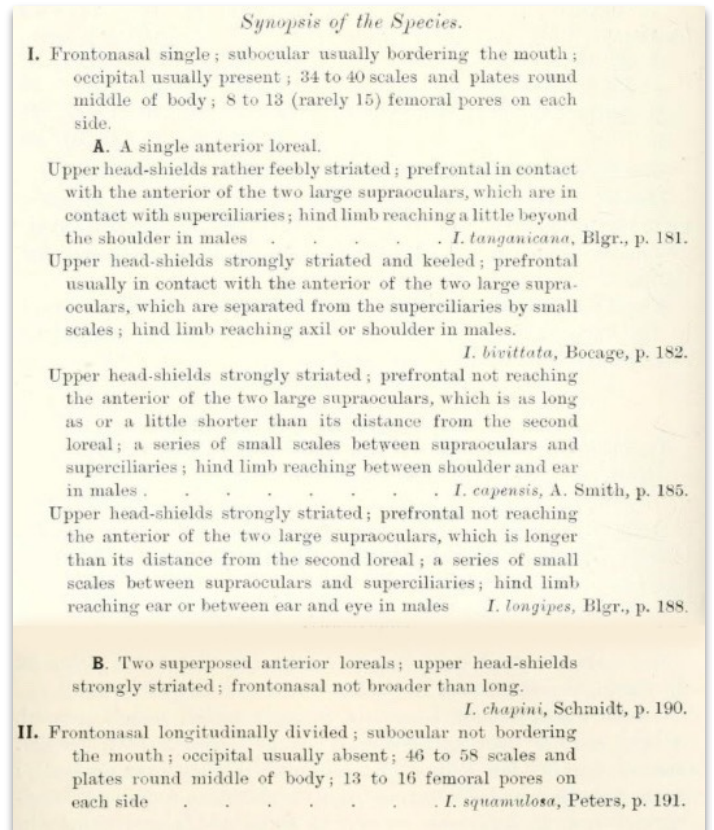 Synopsis of the Species.
I. Frontonasal single ; subocular usually bordering the mouth ;
occipital usually present ; 34 to 40 scales and plates round
middle of body ; 8 to 13 (rarely 15) femoral pores on each
side.
A. A single anterior loreal.
Upper head-shields rather feebly striated ; prefrontal in contact
with the anterior of the two large supraoculars, which are in
contact with superciliaries ; hind limb reaching a little beyond
the shoulder in males . . . . . I. tanganicana, Blgr., p. 181.
Upper head-shields strongly striated and keeled ; prefrontal
usually in contact with the anterior of the two large supra-
oculars, which are separated from the superciliaries by small
scales ; hind limb reaching axil or shoulder in males.
I. bivittata, Bocage, p. 182.
Upper head-shields strongly striated ; prefrontal not reaching
the anterior of the two large supraoculars, which is as long
as or a little shorter than its distance from the second
loreal ; a series of small scales between supraoculars and
superciliaries ; hind limb reaching between shoulder and ear
in males . . . . . . . . I. capensis, A. Smith, p. 185.
Upper head-shields strongly striated ; prefrontal not reaching
the anterior of the two large supraoculars, which is longer
than its distance from the second loreal ; a series of small
scales between supraoculars and superciliaries ; hind limb
reaching ear or between ear and eye in males I. longipes, Blgr., p. 188.
B. Two superposed anterior loreals ; upper head-shields
strongly striated ; frontonasal not broader than long.
I. chapini, Schmidt, p. 190.
II. Frontonasal longitudinally divided ; subocular not bordering
the mouth ; occipital usually absent ; 46 to 58 scales and
plates round middle of body ; 13 to 16 femoral pores on
each side . . . . . . . I. squamulosa, Peters, p. 191.